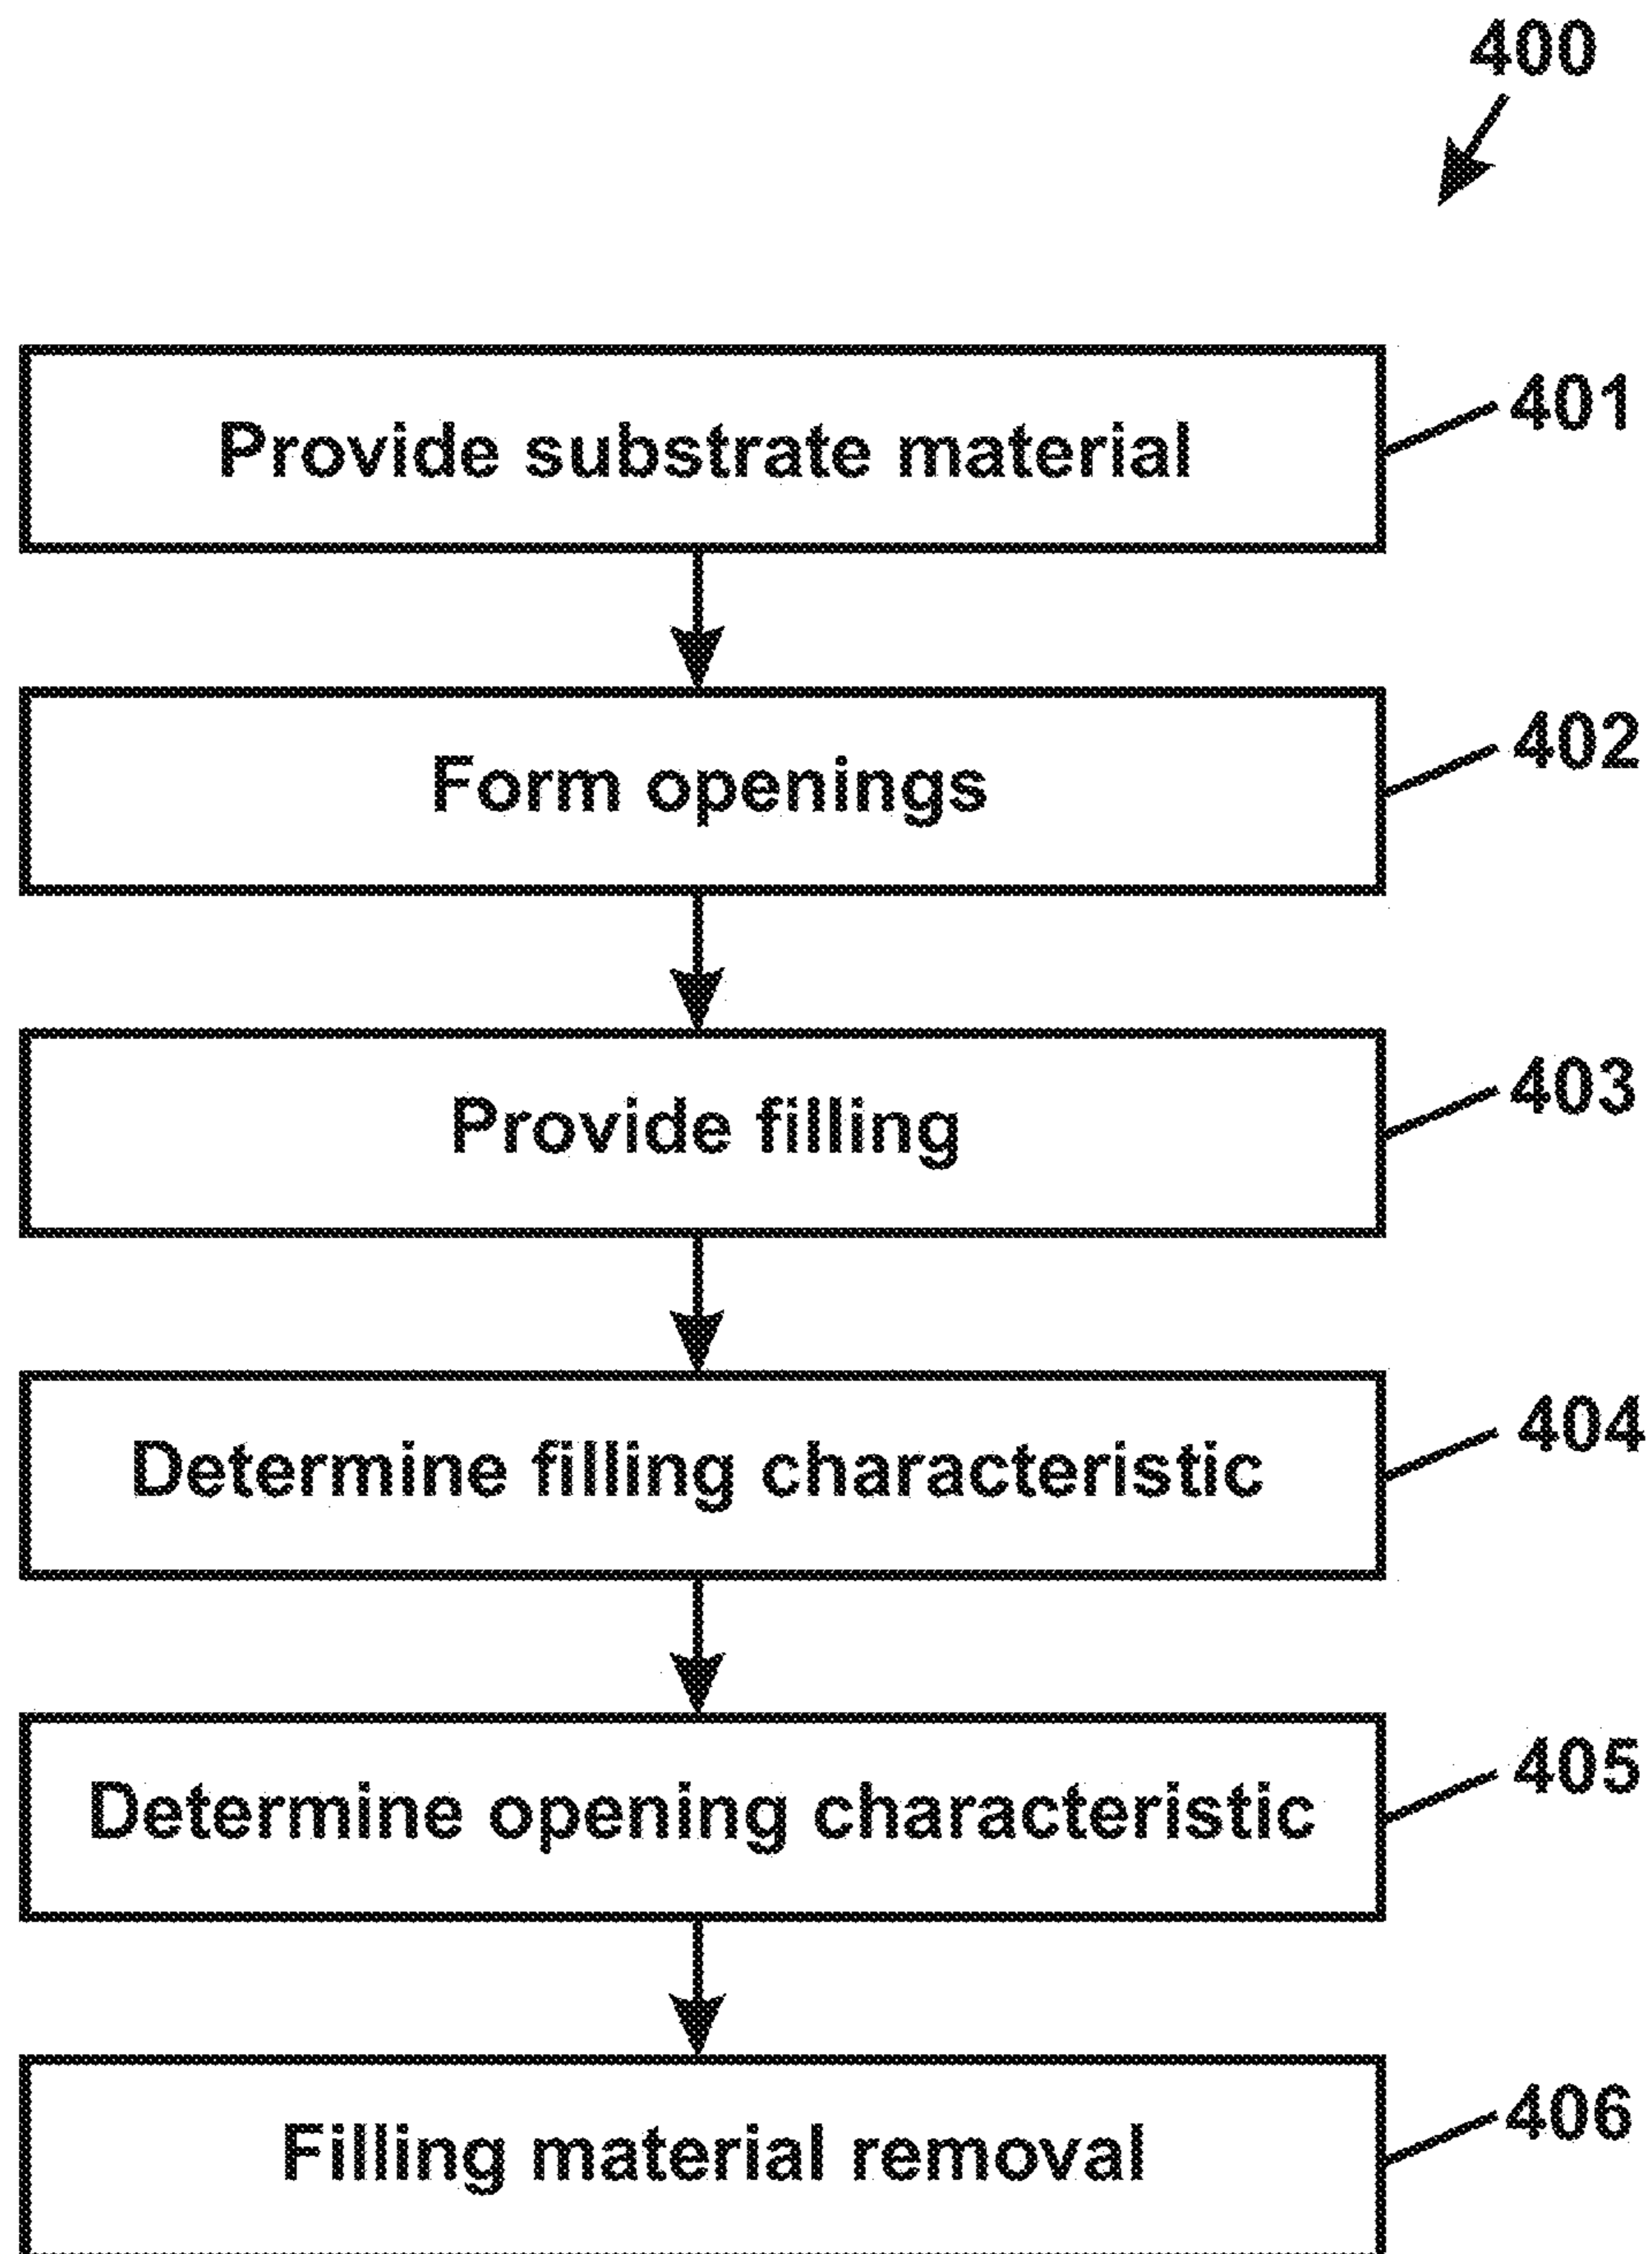 400
Provide substrate material
401
Form openings
402
Provide filling
403
Determine filling characteristic
404
Determine opening characteristic
405
Filling material removal
406